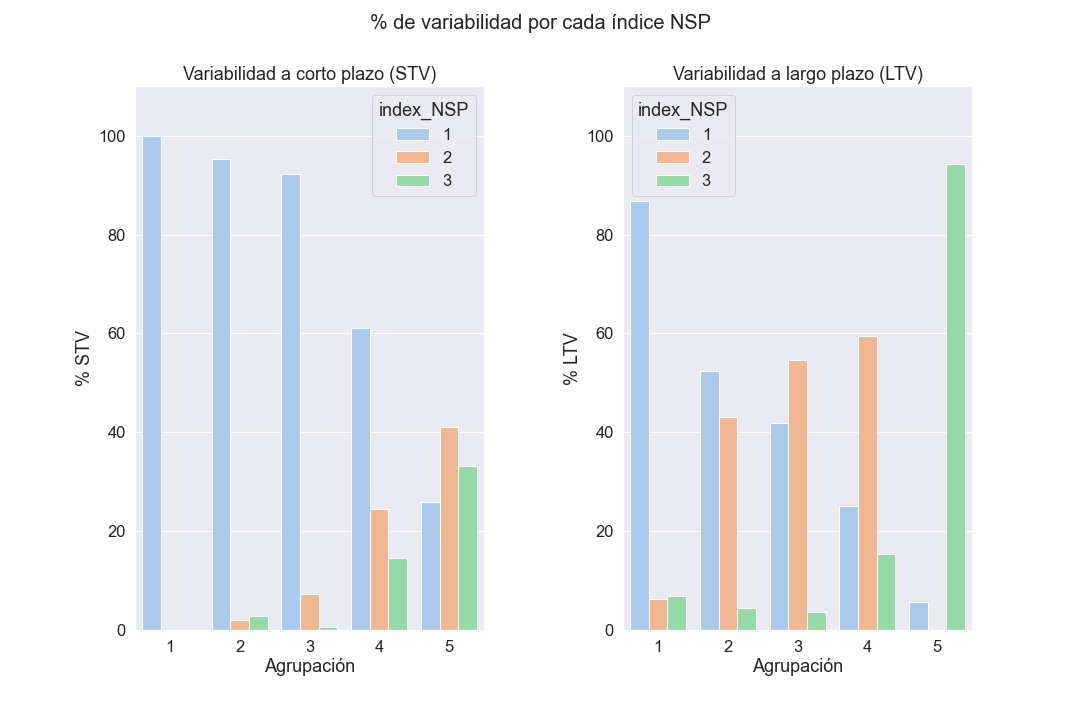 % de variabilidad por cada índice NSP
Variabilidad a corto plazo (STV)
index_NSP
1
2
3
100
80
60
40
20
0
% STV
1 2 3 4 5
Agrupación
Variabilidad a largo plazo (LTV)
index_NSP
1
2
3
100
80
60
40
20
0
% LTV
1 2 3 4 5
Agrupación